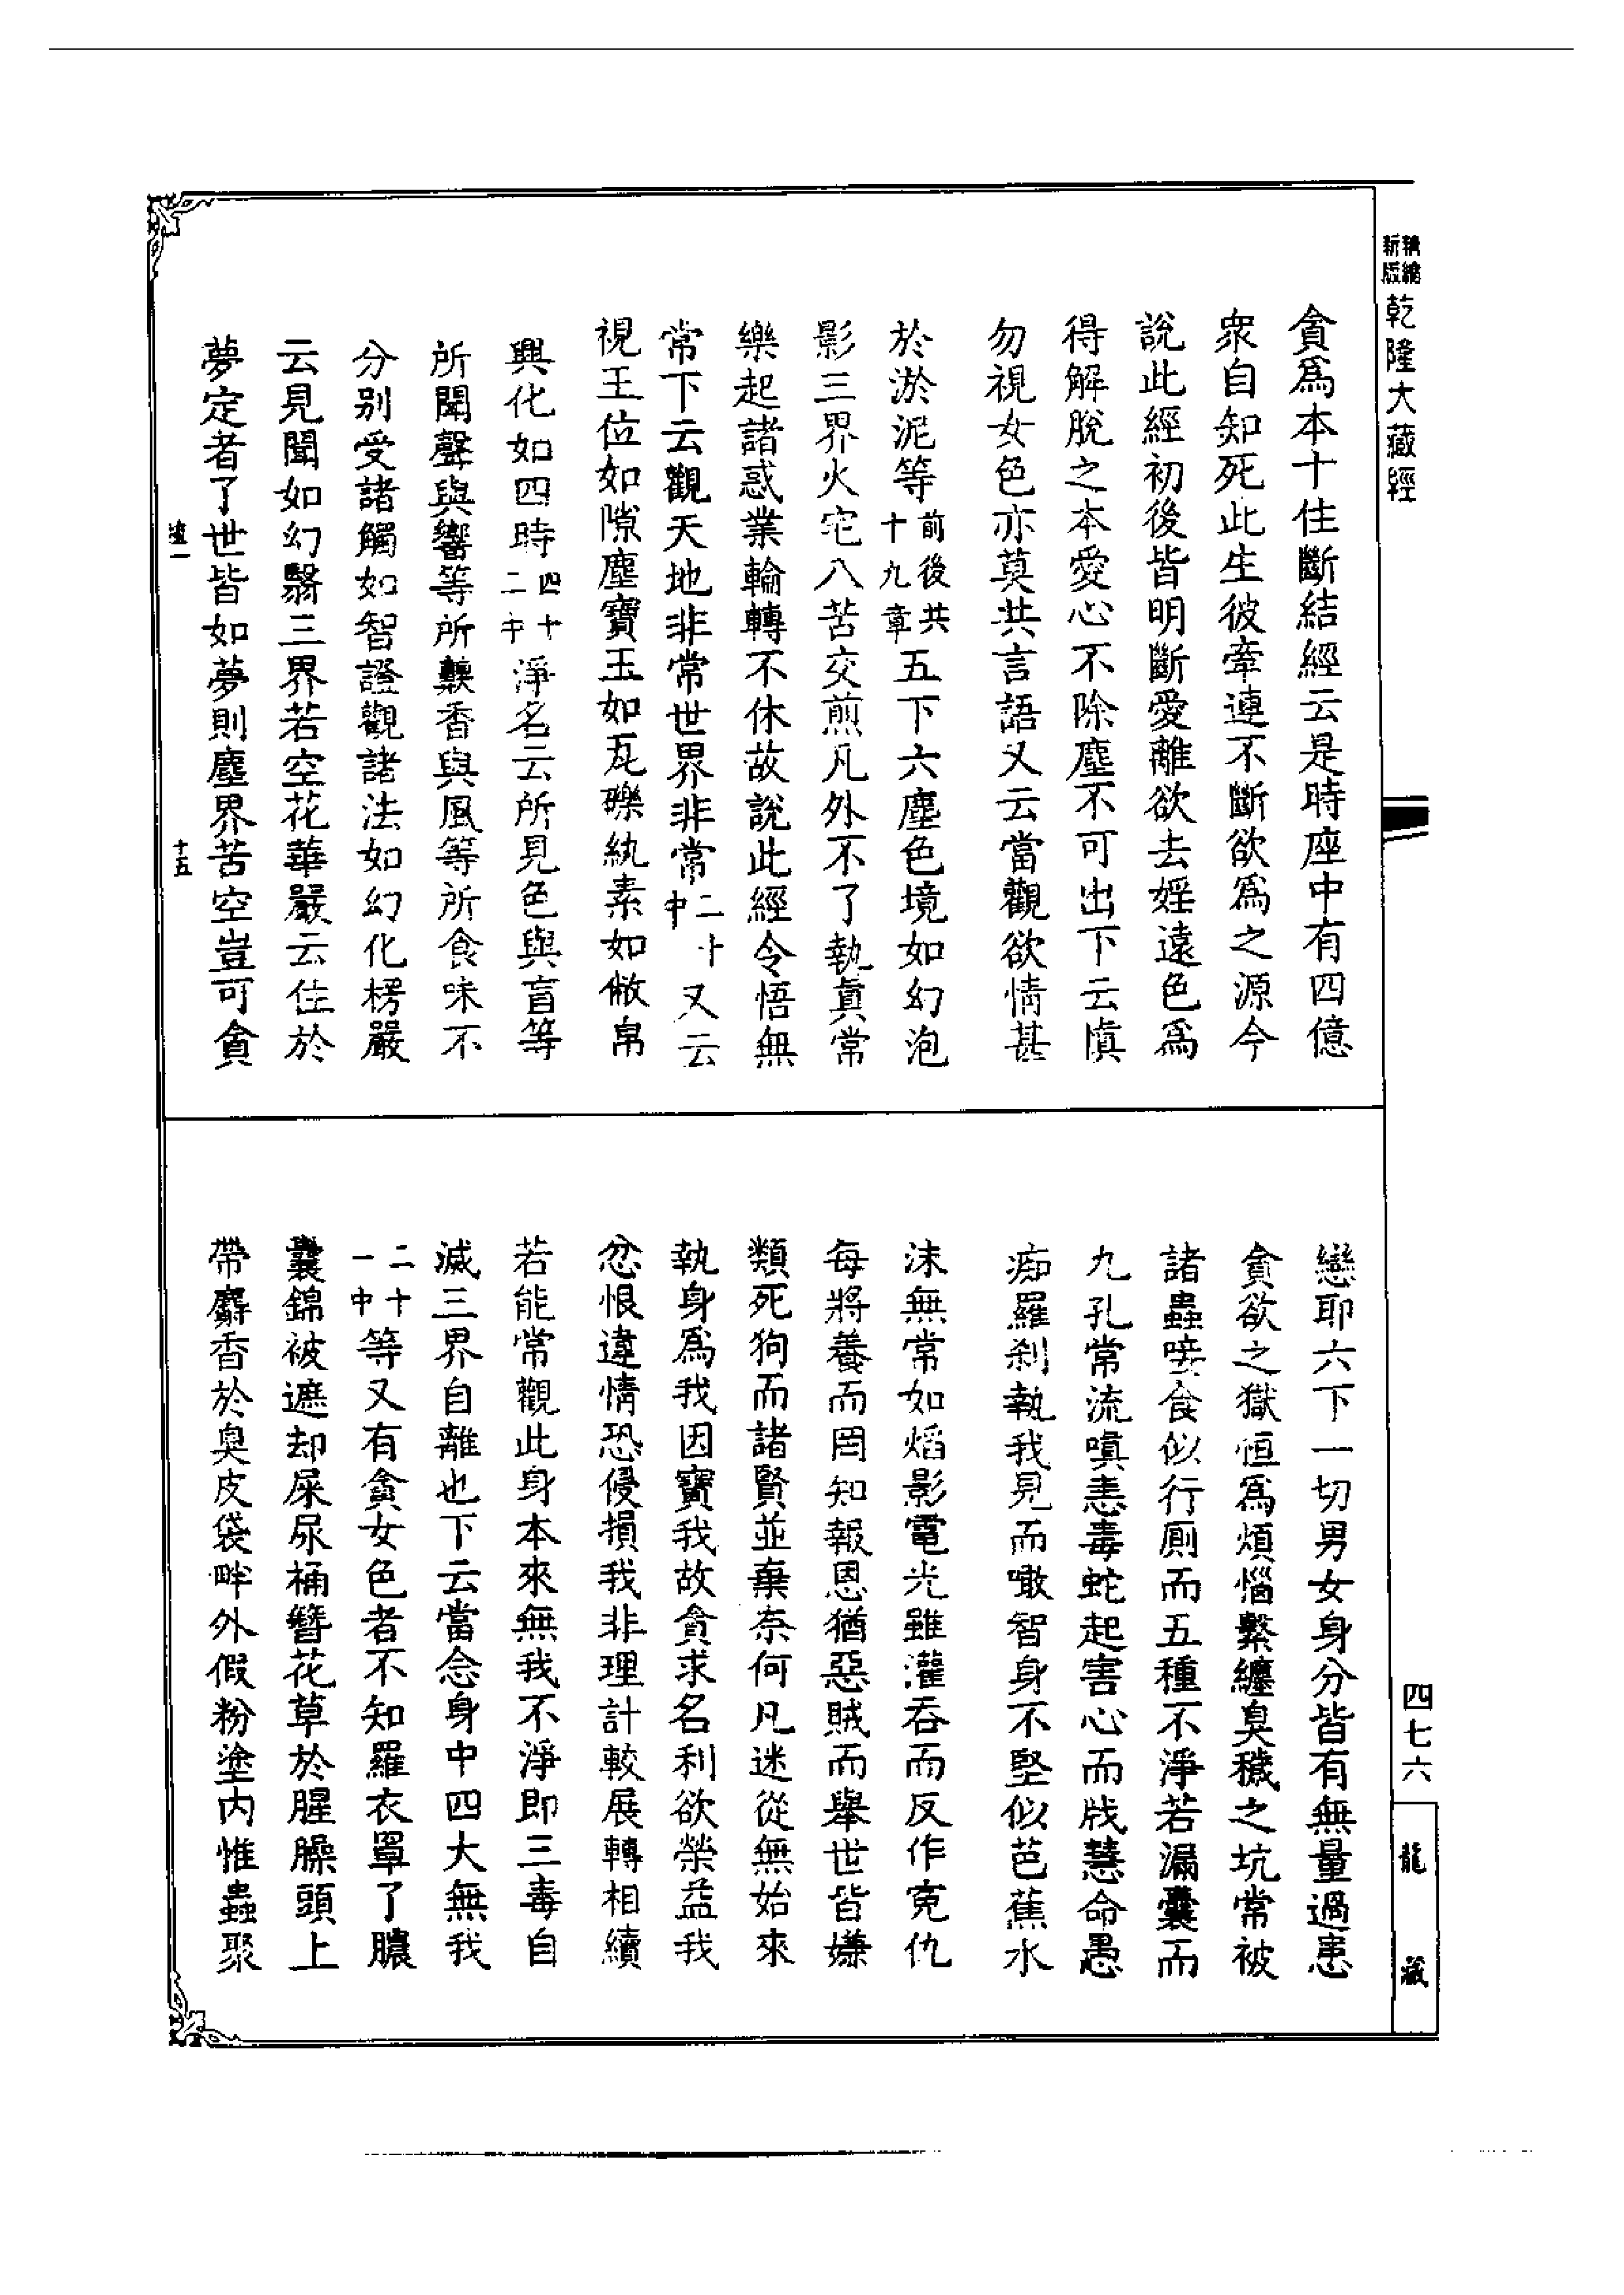 精縮新版
乾隆大藏經
貪爲本十住斷結經云是時座中有四億
衆自知死此生彼牽連不斷欲爲之源今
說此經初後皆明斷愛離欲去婬遠色爲
得解脫之本愛心不除塵不可出下云慎
勿視女色亦莫共言語又云當觀欲情甚
於淤泥等前後共十九章五下六塵色境如幻泡
影三界火宅八苦交煎凡外不了執眞常
樂起諸惑業輪轉不休故說此經令悟無
常下云觀天地非常世界非常二十中又云
視王位如隙塵寶玉如瓦礫紈素如敝帛
興化如四時四十二中淨名云所見色與盲等
所聞聲與響等所齅香與風等所食味不
分別受諸觸如智證觀諸法如幻化楞嚴
云見聞如幻翳三界若空花華嚴云住於
夢定者了世皆如夢則塵界苦空豈可貪
十五
戀耶六下一切男女身分皆有無量過患
貪欲之獄恒爲煩惱繫纏臭穢之坑常被
諸蟲唼食似行廁而五種不淨若漏囊而
九孔常流嗔恚毒蛇起害心而戕慧命愚
痴羅刹執我見而噉智身不堅似芭蕉水
沫無常如焰影電光雖灌吞而反作寃仇
每將養而罔知報恩猶惡賊而舉世皆嫌
類死狗而諸賢並棄奈何凡迷從無始來
執身爲我因寶我故貪求名利欲榮益我
忿恨違情恐侵損我非理計較展轉相續
若能常觀此身本來無我不淨即三毒自
滅三界自離也下云當念身中四大無我
二十一中等又有貪女色者不知羅衣罩了膿
囊錦被遮却屎尿桶簪花草於腥臊頭上
帶麝香於臭皮袋畔外假粉塗内惟蟲聚
四七六
龍藏